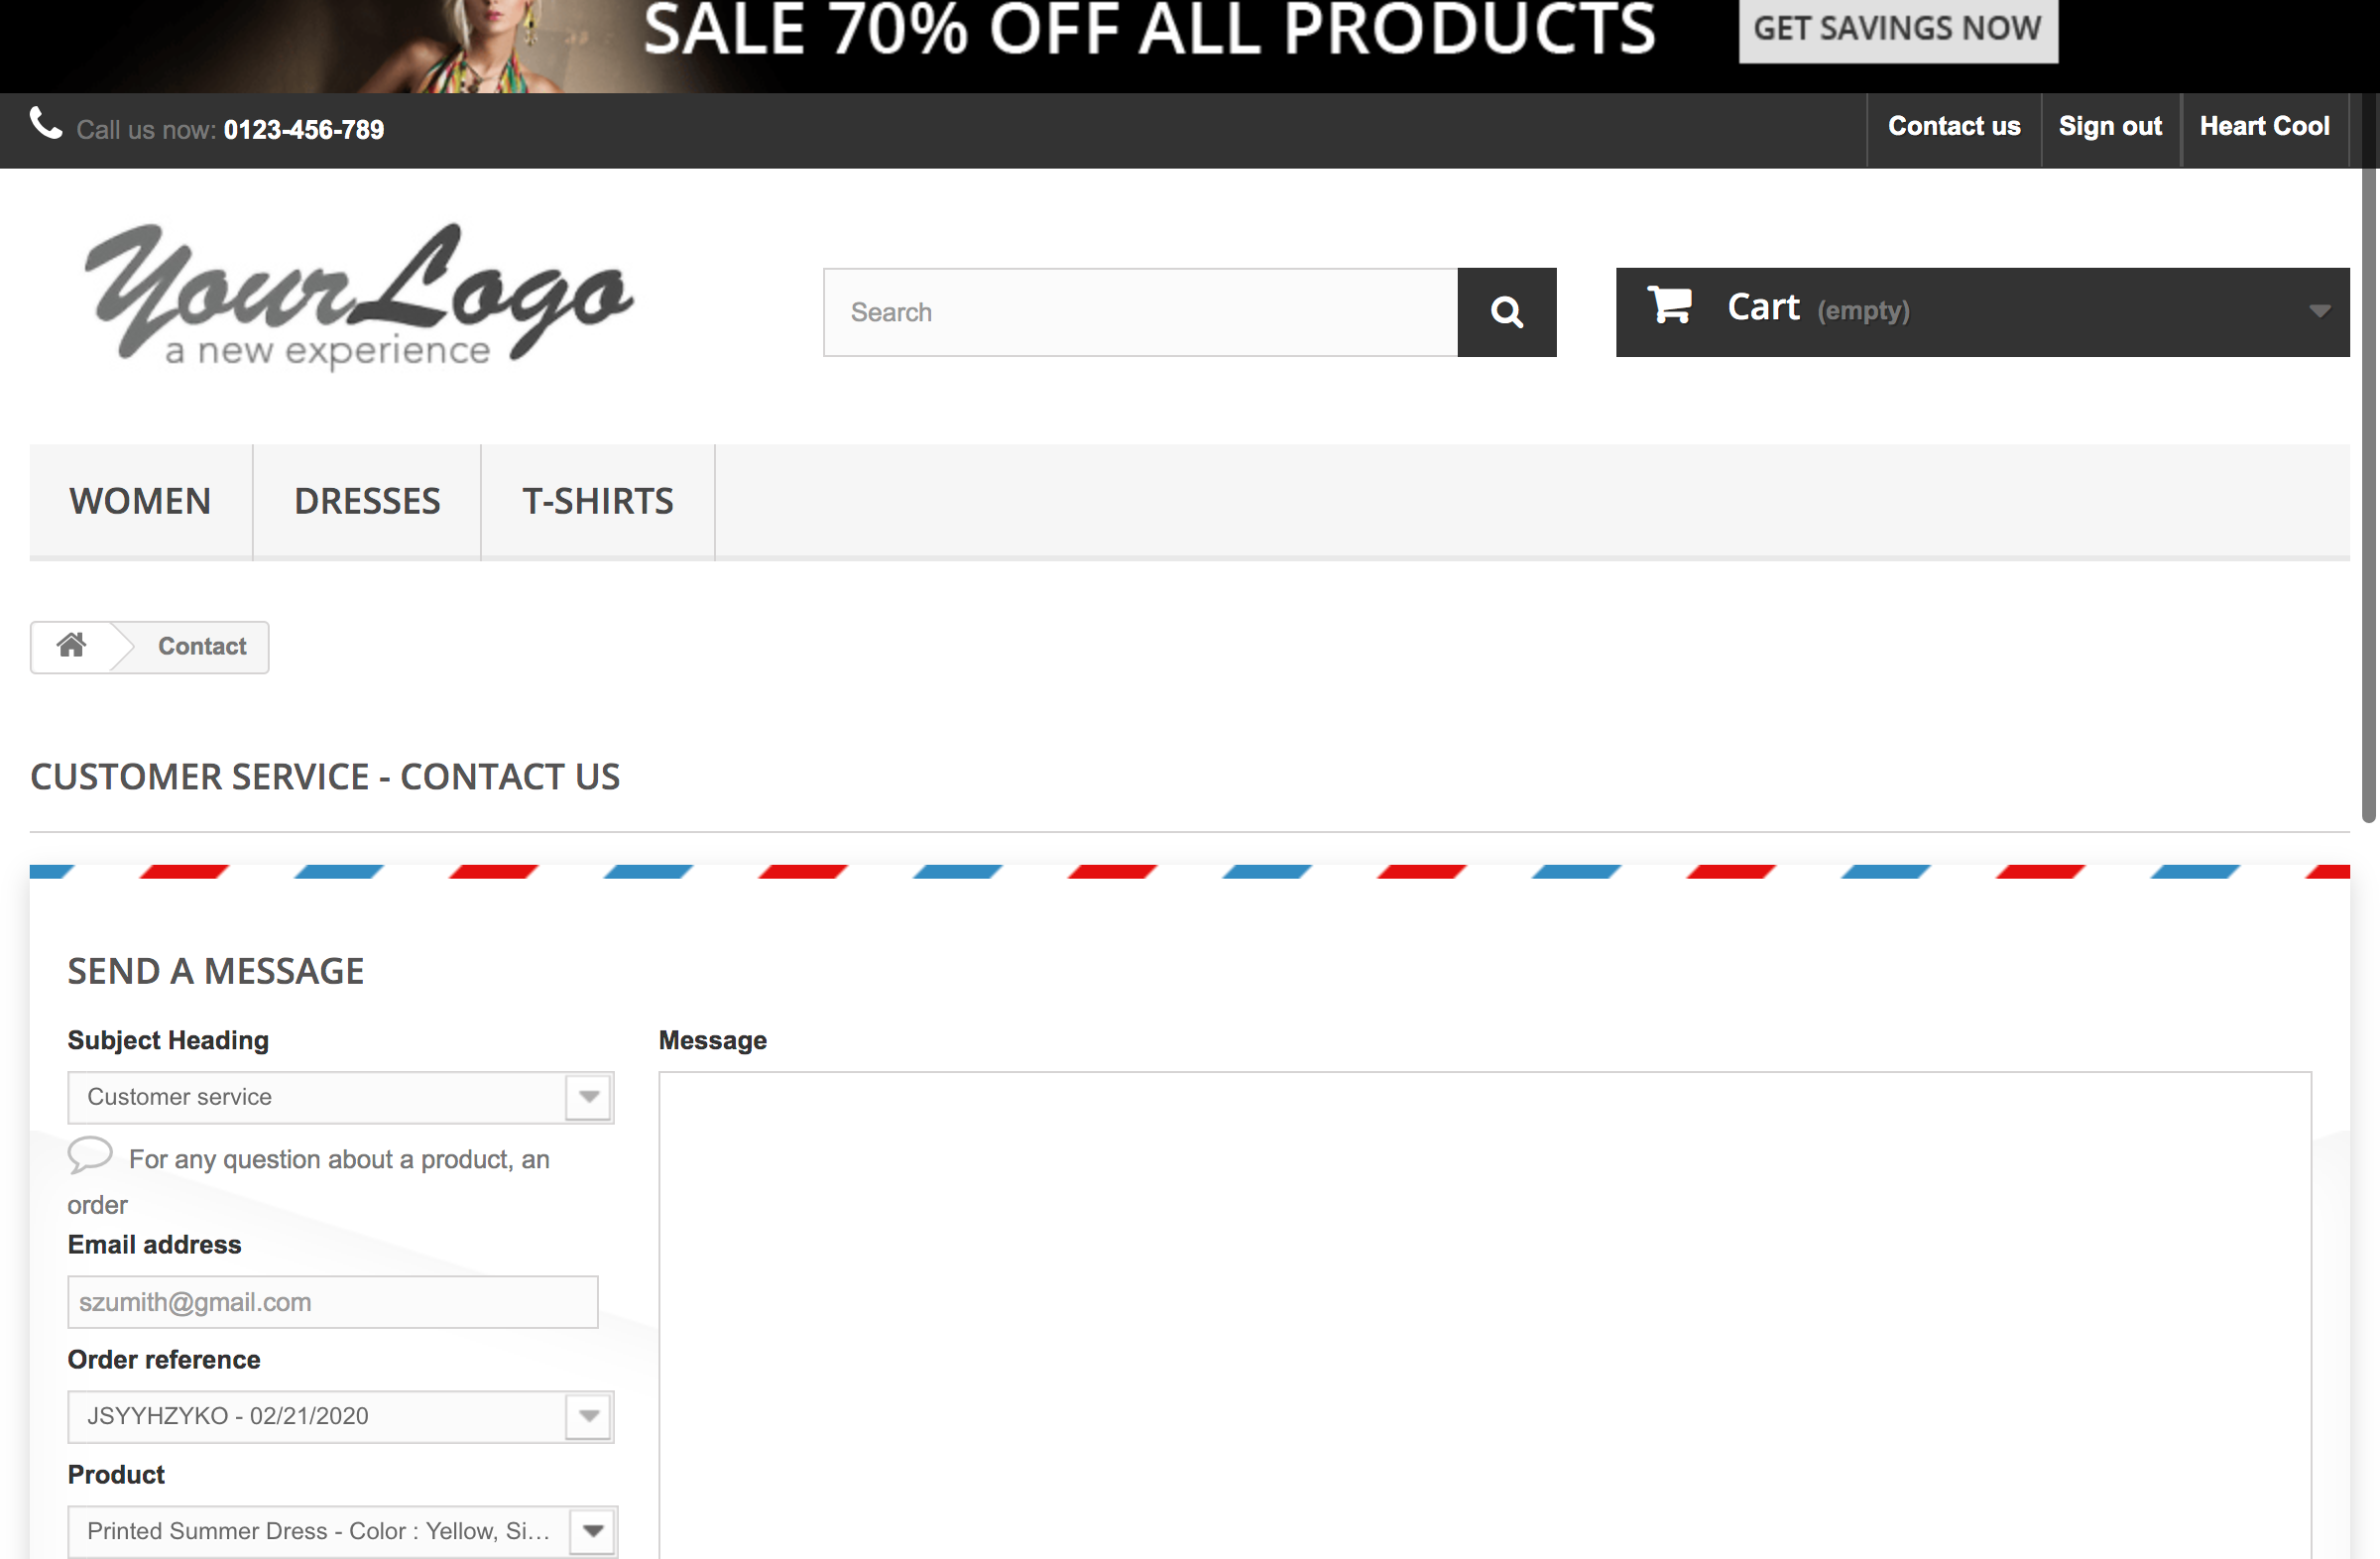 SALE 70% OFF ALL PRODUCTS
GET SAVINGS NOW
Call us now: 0123-456-789
Contact us
Sign out
Heart Cool
YourLogo
a new experience
Search
Cart (empty)
WOMEN
DRESSES
T-SHIRTS
Contact
CUSTOMER SERVICE - CONTACT US
SEND A MESSAGE
Subject Heading
Customer service
For any question about a product, an
order
Email address
szumith@gmail.com
Order reference
JSYYHZYKO - 02/21/2020
Product
Printed Summer Dress - Color : Yellow, Si...
Message